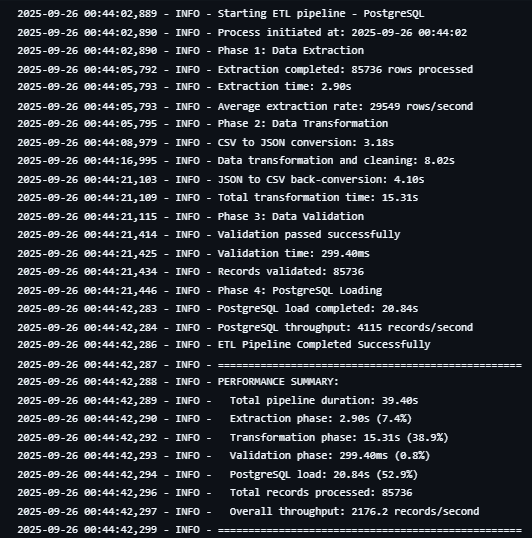 2025-09-26 00:44:02,889 - INFO - Starting ETL pipeline - PostgreSQL
2025-09-26 00:44:02,890 - INFO - Process initiated at: 2025-09-26 00:44:02
2025-09-26 00:44:02,890 - INFO - Phase 1: Data Extraction
2025-09-26 00:44:05,792 - INFO - Extraction completed: 85736 rows processed
2025-09-26 00:44:05,793 - INFO - Extraction time: 2.90s
2025-09-26 00:44:05,793 - INFO - Average extraction rate: 29549 rows/second
2025-09-26 00:44:05,795 - INFO - Phase 2: Data Transformation
2025-09-26 00:44:08,979 - INFO - CSV to JSON conversion: 3.18s
2025-09-26 00:44:16,995 - INFO - Data transformation and cleaning: 8.02s
2025-09-26 00:44:21,103 - INFO - JSON to CSV back-conversion: 4.10s
2025-09-26 00:44:21,109 - INFO - Total transformation time: 15.31s
2025-09-26 00:44:21,115 - INFO - Phase 3: Data Validation
2025-09-26 00:44:21,414 - INFO - Validation passed successfully
2025-09-26 00:44:21,425 - INFO - Validation time: 299.40ms
2025-09-26 00:44:21,434 - INFO - Records validated: 85736
2025-09-26 00:44:21,446 - INFO - Phase 4: PostgreSQL Loading
2025-09-26 00:44:42,283 - INFO - PostgreSQL load completed: 20.84s
2025-09-26 00:44:42,284 - INFO - PostgreSQL throughput: 4115 records/second
2025-09-26 00:44:42,286 - INFO - ETL Pipeline Completed Successfully
2025-09-26 00:44:42,287 - INFO - ==================================================
2025-09-26 00:44:42,288 - INFO - PERFORMANCE SUMMARY:
2025-09-26 00:44:42,289 - INFO -   Total pipeline duration: 39.40s
2025-09-26 00:44:42,290 - INFO -   Extraction phase: 2.90s (7.4%)
2025-09-26 00:44:42,292 - INFO -   Transformation phase: 15.31s (38.9%)
2025-09-26 00:44:42,293 - INFO -   Validation phase: 299.40ms (0.8%)
2025-09-26 00:44:42,294 - INFO -   PostgreSQL load: 20.84s (52.9%)
2025-09-26 00:44:42,296 - INFO -   Total records processed: 85736
2025-09-26 00:44:42,297 - INFO -   Overall throughput: 2176.2 records/second
2025-09-26 00:44:42,299 - INFO - ==================================================